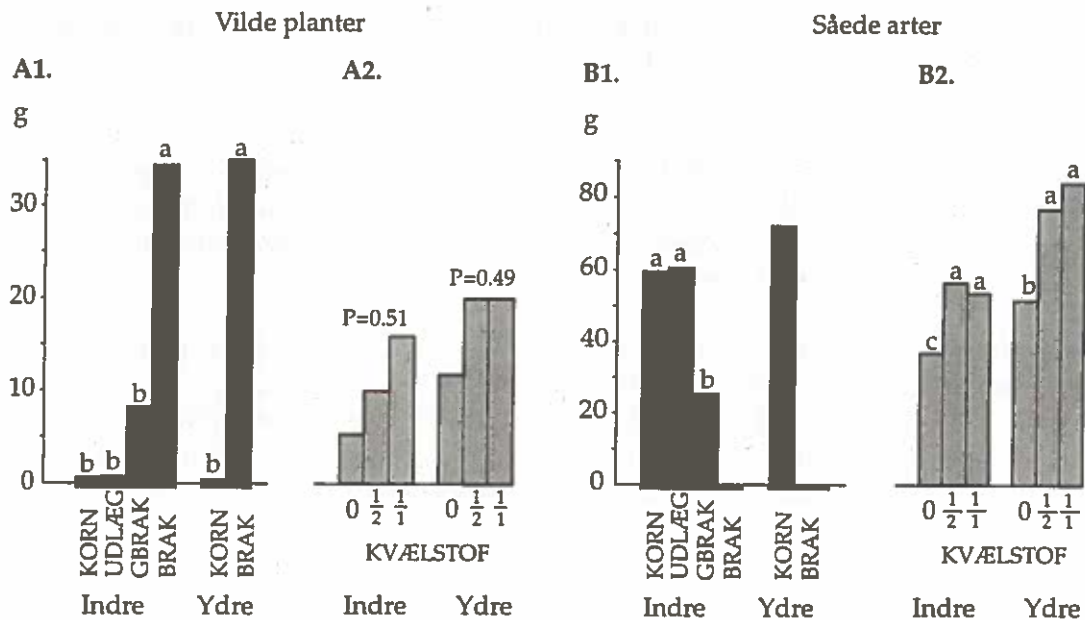 Vilde planter
Såede arter
A1.
A2.
B1.
B2.
g
30
20
10
0
b b b a
b a
KORN
UDLÆG
GBRAK
BRAK
KORN
BRAK
Indre Ydre
P=0.51
P=0.49
0 1/2 1/1 0 1/2 1/1
KVÆLSTOF
Indre Ydre
g
80
60
40
20
0
a a b
KORN
UDLÆG
GBRAK
BRAK
KORN
BRAK
Indre Ydre
c a a b a a
0 1/2 1/1 0 1/2 1/1
KVÆLSTOF
Indre Ydre